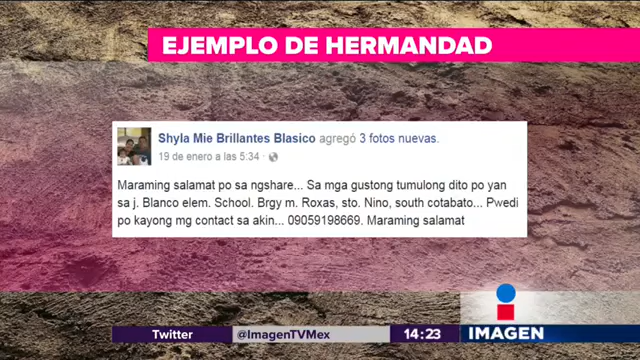 EJEMPLO DE HERMANDAD
Shyla Mie Brillantes Blasico agregó 3 fotos nuevas.
19 de enero a las 5:34 ·
Maraming salamat po sa ngshare... Sa mga gustong tumulong dito po yan
sa j. Blanco elem. School. Brgy m. Roxas, sto. Nino, south cotabato... Pwedi
po kayong mg contact sa akin... 09059198669. Maraming salamat
Twitter @ImagenTVMex 14:23 IMAGEN